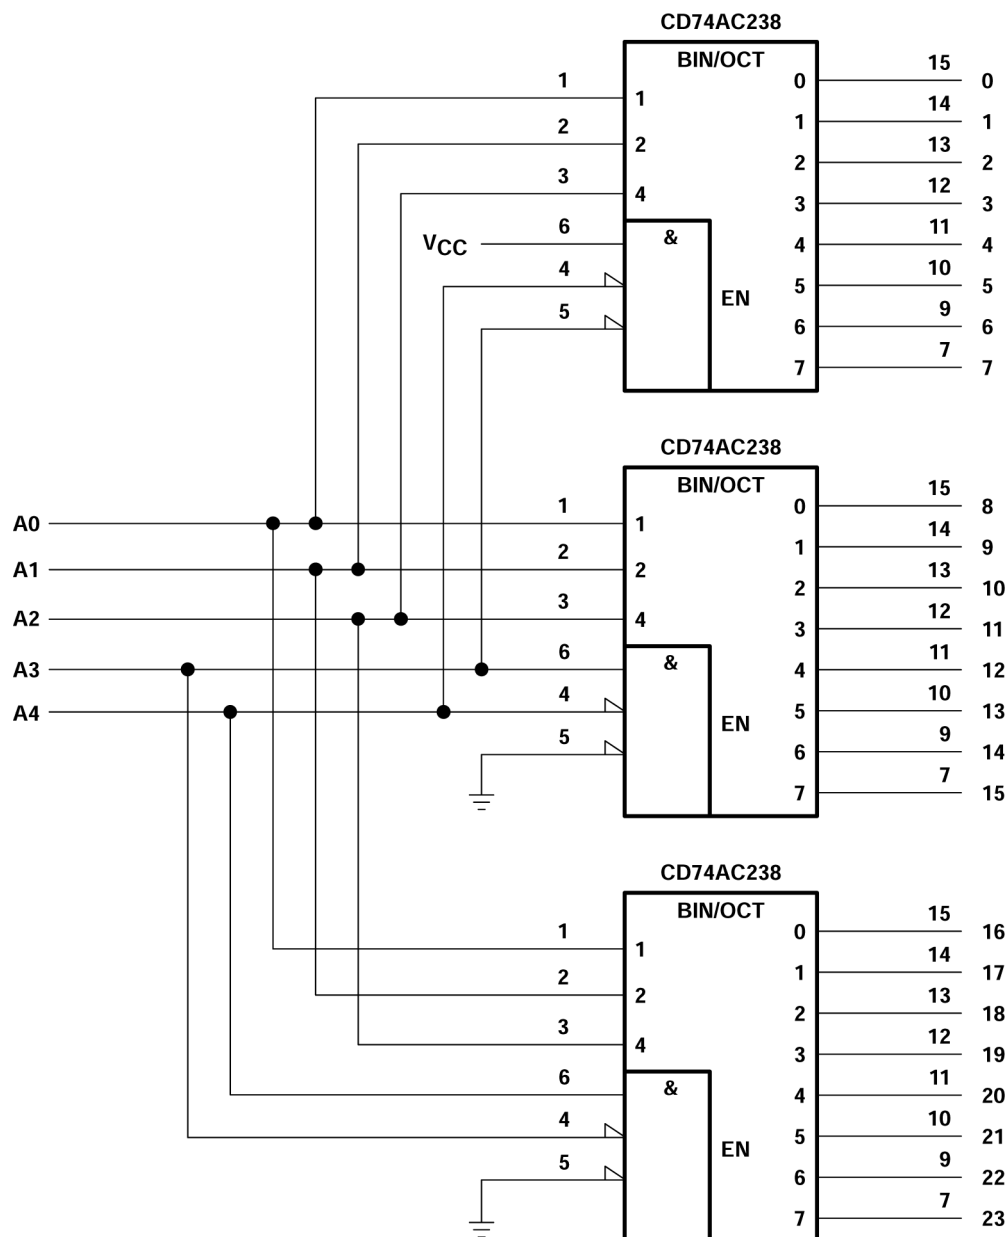 CD74AC238
BIN/OCT
1 1 0 15 0
2 2 1 14 1
3 4 2 13 2
3 12 3
VCC 6 & 4 11 4
4 EN 5 10 5
5 6 9 6
7 7 7
CD74AC238
BIN/OCT
0 15 8
A0 1 1 1 14 9
A1 2 2 2 13 10
A2 3 4 3 12 11
A3 6 & 4 11 12
A4 4 EN 5 10 13
5 6 9 14
7 7 15
CD74AC238
BIN/OCT
1 1 0 15 16
2 2 1 14 17
3 4 2 13 18
3 12 19
6 & 4 11 20
4 EN 5 10 21
5 6 9 22
7 7 23